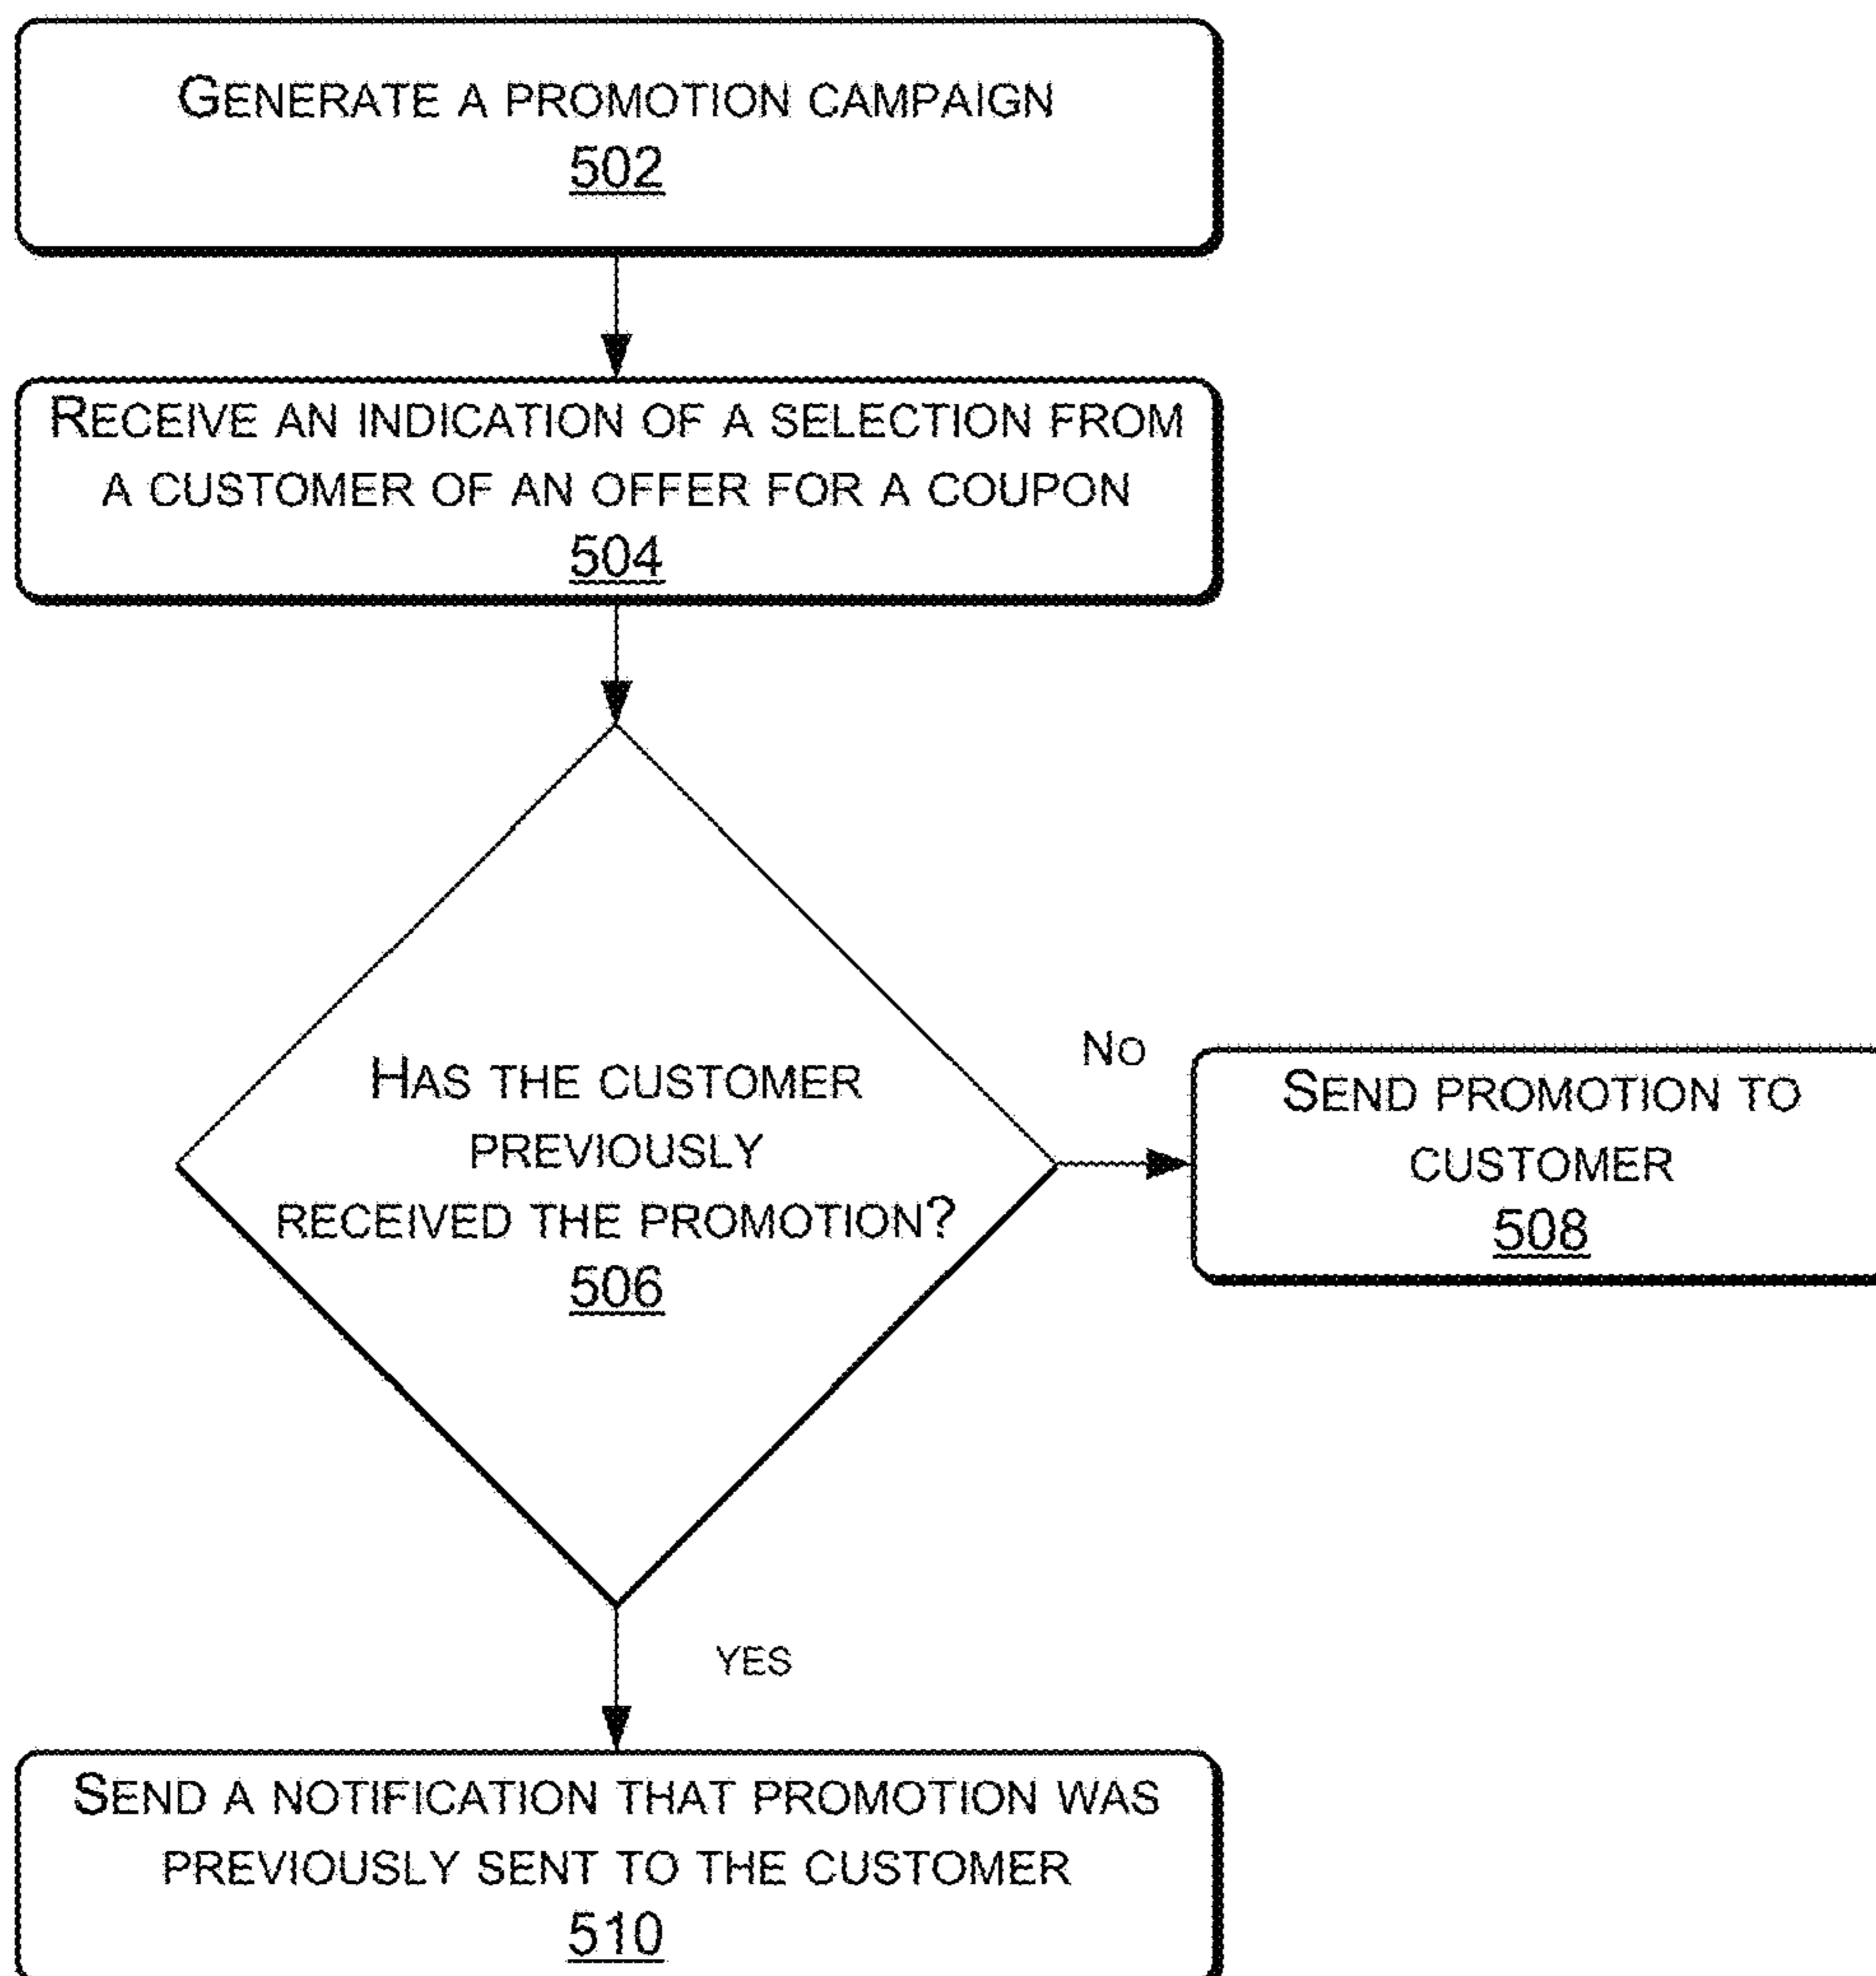 GENERATE A PROMOTION CAMPAIGN
502
RECEIVE AN INDICATION OF A SELECTION FROM
A CUSTOMER OF AN OFFER FOR A COUPON
504
HAS THE CUSTOMER
PREVIOUSLY
RECEIVED THE PROMOTION?
506
NO
SEND PROMOTION TO
CUSTOMER
508
YES
SEND A NOTIFICATION THAT PROMOTION WAS
PREVIOUSLY SENT TO THE CUSTOMER
510